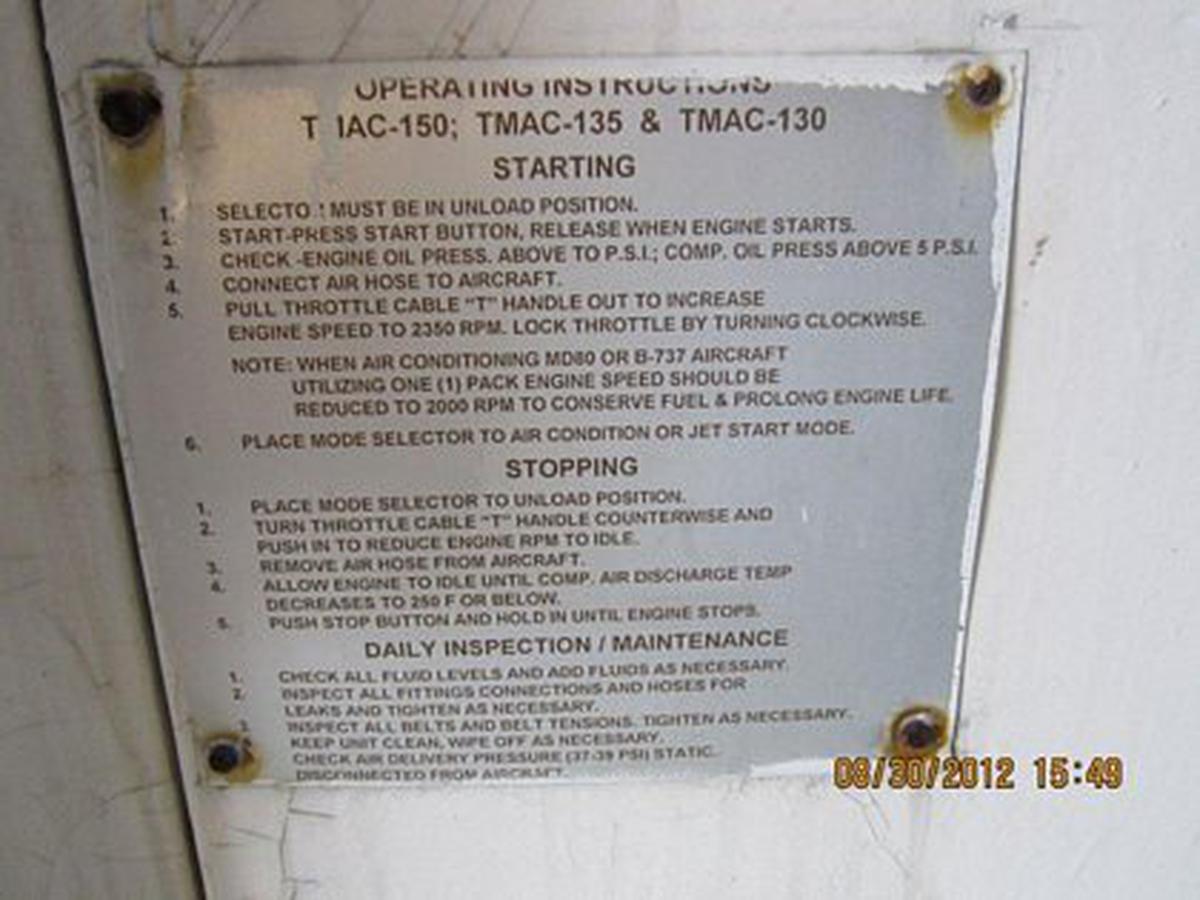 OPERATING INSTRUCTIONS
T IAC-150; TMAC-135 & TMAC-130
STARTING
1. SELECTO MUST BE IN UNLOAD POSITION.
2. START-PRESS START BUTTON, RELEASE WHEN ENGINE STARTS.
3. CHECK -ENGINE OIL PRESS. ABOVE TO P.S.I.; COMP. OIL PRESS ABOVE 5 P.S.I.
4. CONNECT AIR HOSE TO AIRCRAFT.
5. PULL THROTTLE CABLE "T" HANDLE OUT TO INCREASE
ENGINE SPEED TO 2350 RPM. LOCK THROTTLE BY TURNING CLOCKWISE.
NOTE: WHEN AIR CONDITIONING MD80 OR B-737 AIRCRAFT
UTILIZING ONE (1) PACK ENGINE SPEED SHOULD BE
REDUCED TO 2000 RPM TO CONSERVE FUEL & PROLONG ENGINE LIFE.
6. PLACE MODE SELECTOR TO AIR CONDITION OR JET START MODE.
STOPPING
1. PLACE MODE SELECTOR TO UNLOAD POSITION.
2. TURN THROTTLE CABLE "T" HANDLE COUNTERWISE AND
PUSH IN TO REDUCE ENGINE RPM TO IDLE.
3. REMOVE AIR HOSE FROM AIRCRAFT.
4. ALLOW ENGINE TO IDLE UNTIL COMP. AIR DISCHARGE TEMP
DECREASES TO 250 F OR BELOW.
5. PUSH STOP BUTTON AND HOLD IN UNTIL ENGINE STOPS.
DAILY INSPECTION / MAINTENANCE
1. CHECK ALL FLUID LEVELS AND ADD FLUIDS AS NECESSARY.
2. INSPECT ALL FITTINGS CONNECTIONS AND HOSES FOR
LEAKS AND TIGHTEN AS NECESSARY.
3. INSPECT ALL BELTS AND BELT TENSIONS. TIGHTEN AS NECESSARY.
KEEP UNIT CLEAN, WIPE OFF AS NECESSARY.
CHECK AIR DELIVERY PRESSURE (37-39 PSI) STATIC.
DISCONNECTED FROM AIRCRAFT.
08/30/2012 15:49